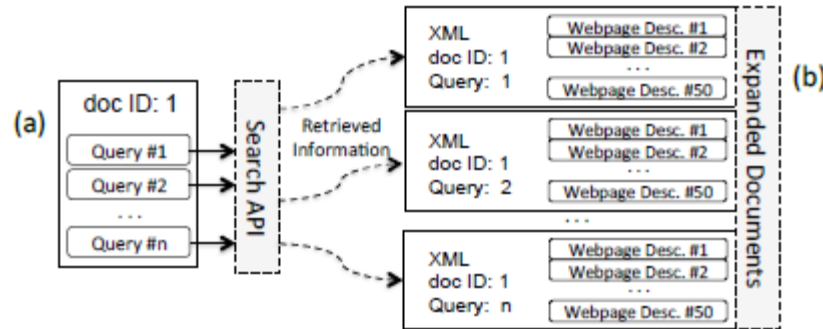 (a)
doc ID: 1
Query #1
Query #2
...
Query #n
Search API
Retrieved
Information
XML
doc ID: 1
Query: 1
Webpage Desc. #1
Webpage Desc. #2
...
Webpage Desc. #50
XML
doc ID: 1
Query: 2
Webpage Desc. #1
Webpage Desc. #2
...
Webpage Desc. #50
...
XML
doc ID: 1
Query: n
Webpage Desc. #1
Webpage Desc. #2
...
Webpage Desc. #50
Expanded Documents
(b)